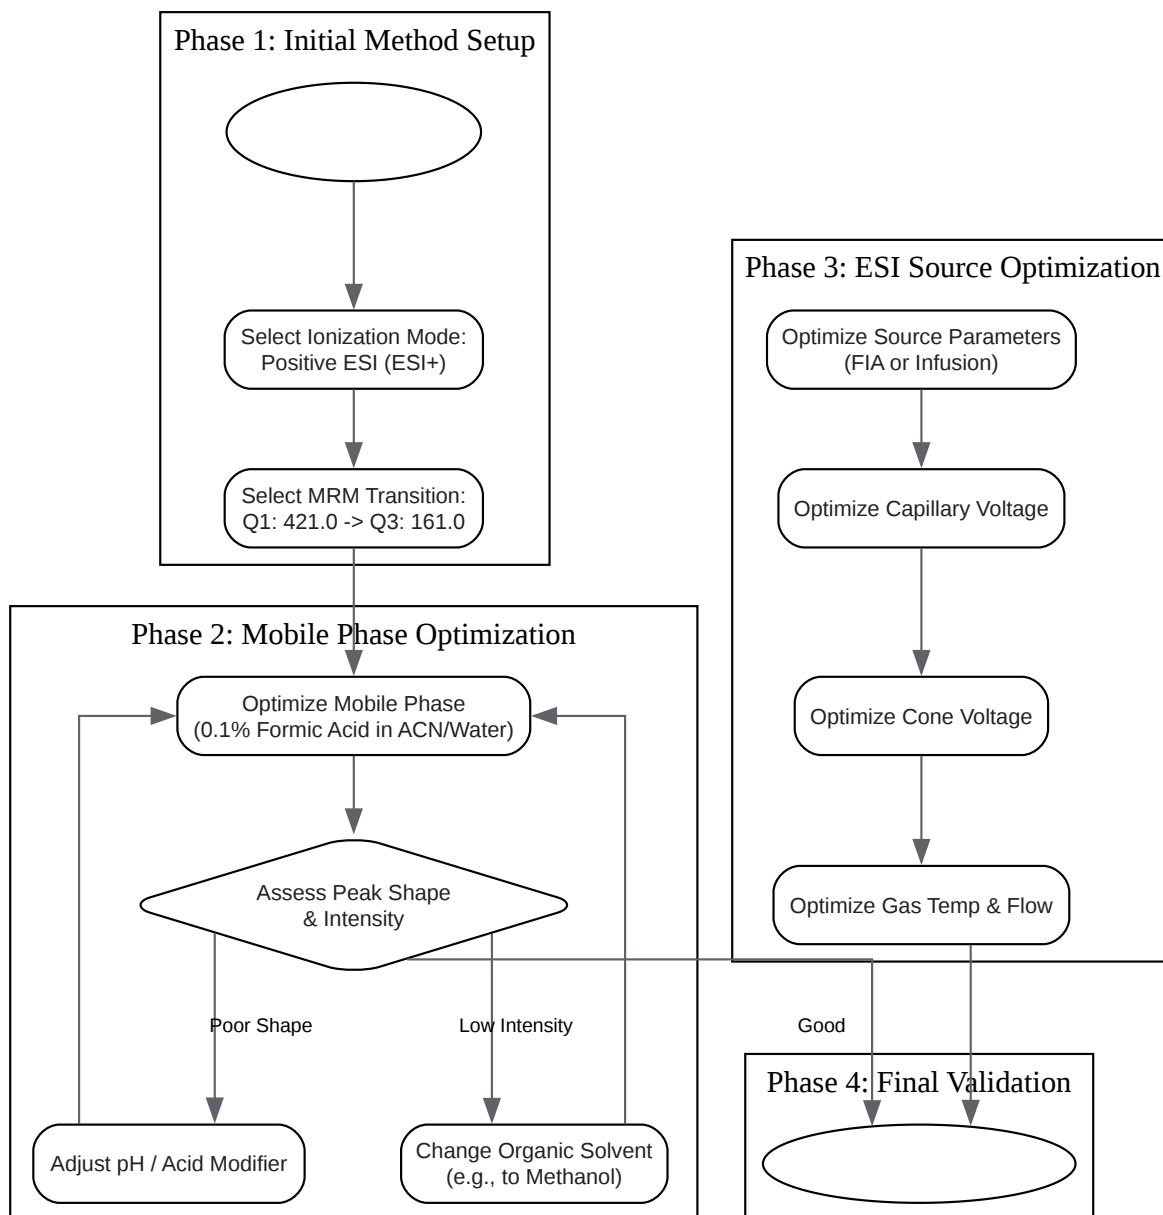 Phase 1: Initial Method Setup
Select Ionization Mode:
Positive ESI (ESI+)
Select MRM Transition:
Q1: 421.0 -> Q3: 161.0
Phase 2: Mobile Phase Optimization
Optimize Mobile Phase
(0.1% Formic Acid in ACN/Water)
Assess Peak Shape
& Intensity
Poor Shape
Low Intensity
Good
Adjust pH / Acid Modifier
Change Organic Solvent
(e.g., to Methanol)
Phase 3: ESI Source Optimization
Optimize Source Parameters
(FIA or Infusion)
Optimize Capillary Voltage
Optimize Cone Voltage
Optimize Gas Temp & Flow
Phase 4: Final Validation